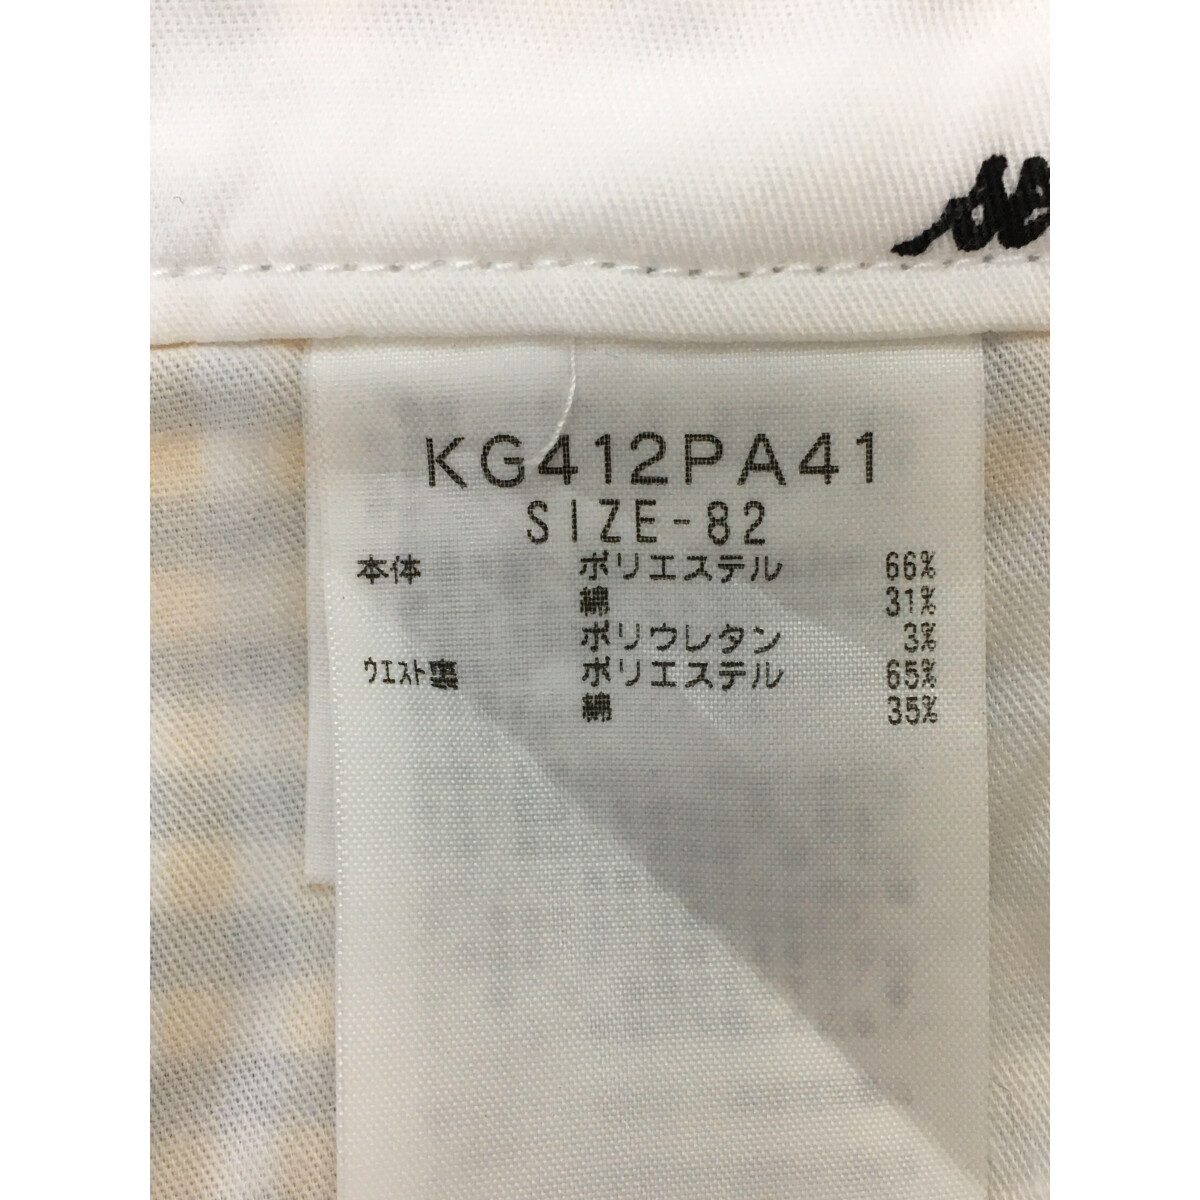 KG412PA41
SIZE-82
本体 ポリエステル 66%
綿 31%
ポリウレタン 3%
ウエスト裏 ポリエステル 65%
綿 35%